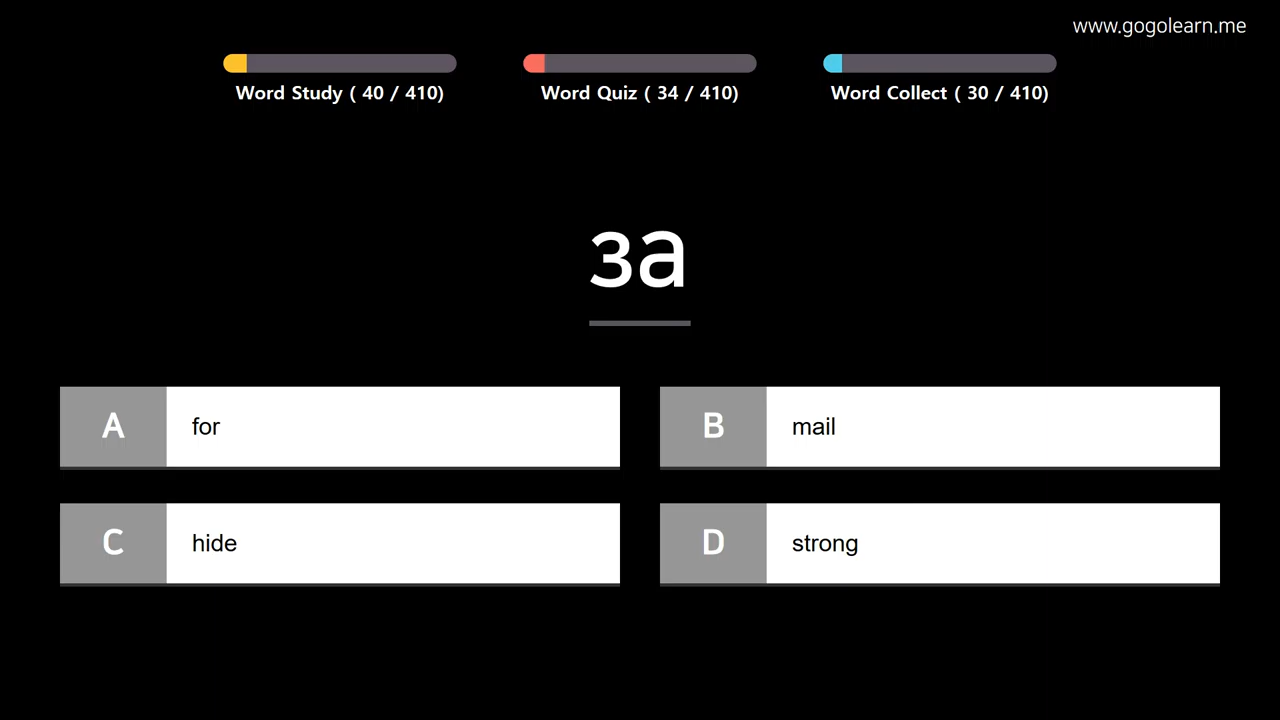 www.gogolearn.me
Word Study ( 40 / 410)
Word Quiz ( 34 / 410)
Word Collect ( 30 / 410)
за
A for
B mail
C hide
D strong